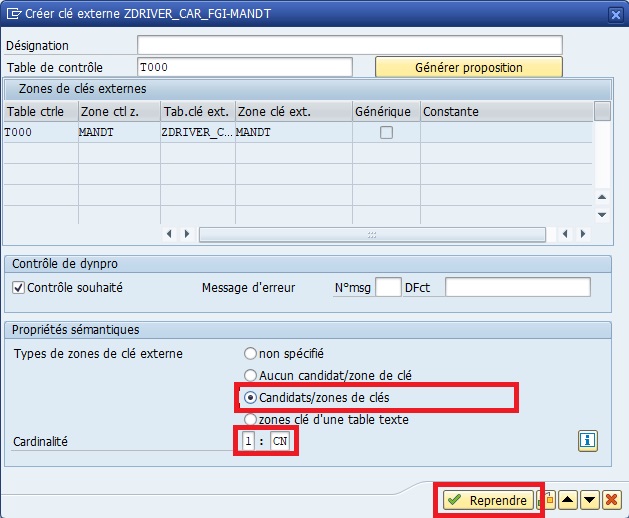 Créer clé externe ZDRIVER_CAR_FGI-MANDT
Désignation
Table de contrôle T000 Générer proposition
Zones de clés externes
Table ctrle Zone ctl z. Tab.clé ext. Zone clé ext. Générique Constante
T000 MANDT ZDRIVER_C... MANDT
Contrôle de dynpro
Contrôle souhaité Message d'erreur N°msg DFct
Propriétés sémantiques
Types de zones de clé externe non spécifié
Aucun candidat/zone de clé
Candidats/zones de clés
zones clé d'une table texte
Cardinalité 1 : CN
Reprendre